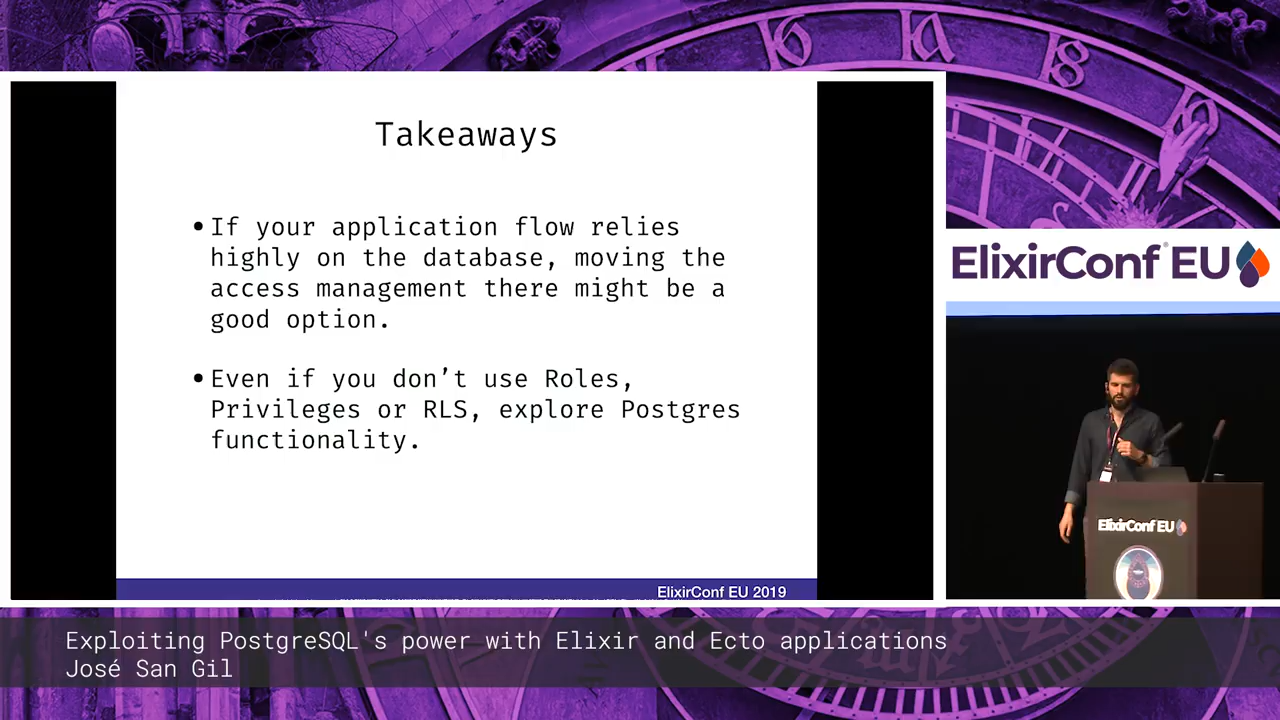 Takeaways
•If your application flow relies
highly on the database, moving the
access management there might be a
good option.
•Even if you don’t use Roles,
Privileges or RLS, explore Postgres
functionality.
ElixirConf EU 2019
ElixirConf® EU
ElixirConf EU
Exploiting PostgreSQL's power with Elixir and Ecto applications
José San Gil